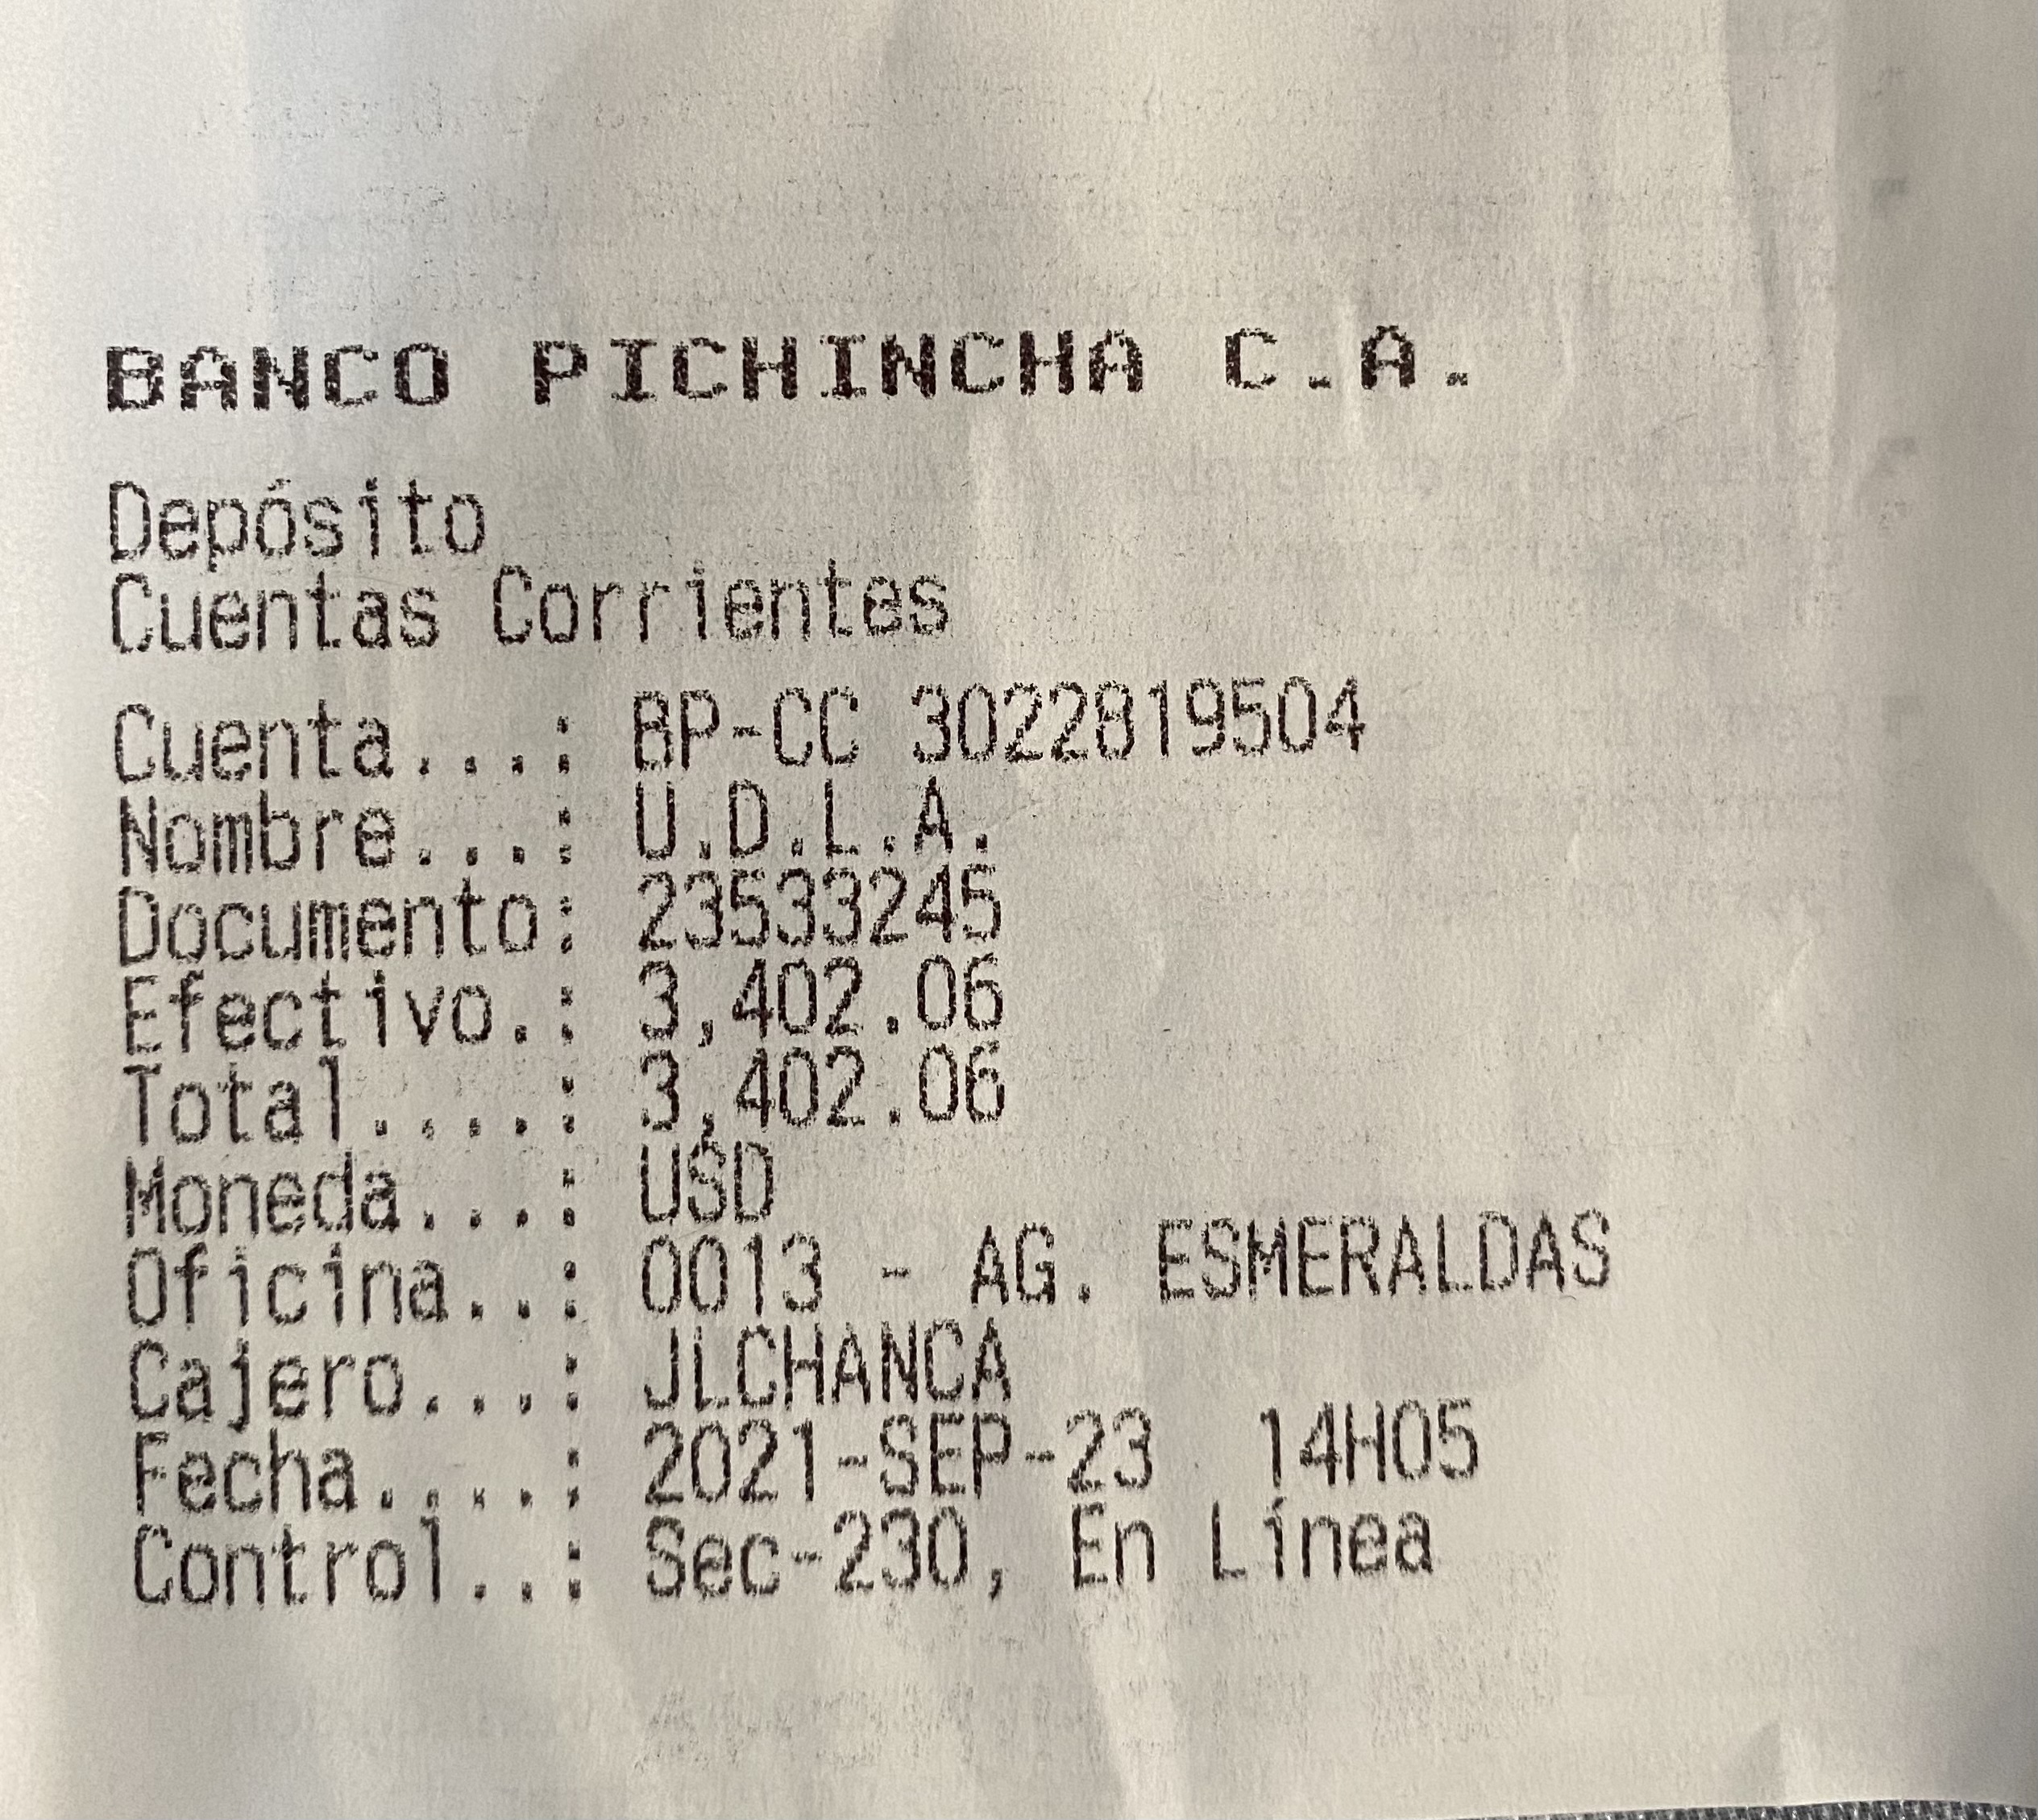 BANCO PICHINCHA C.A.
Depósito
Cuentas Corrientes
Cuenta...: BP-CC 3022819504
Nombre...: U.D.L.A.
Documento: 23533245
Efectivo.: 3,402.06
Total....: 3,402.06
Moneda...: USD
Oficina..: 0013 - AG. ESMERALDAS
Cajero...: JLCHANCA
Fecha....: 2021-SEP-23 14H05
Control..: Sec-230, En Línea